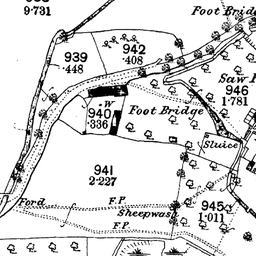 9.731
Foot Bridge
942
.408
939
.448
Saw
946
1.781
W
940
.336
Foot Bridge
Sluice
941
2.227
Ford
F.P.
Sheepwash
F.P.
945
1.011